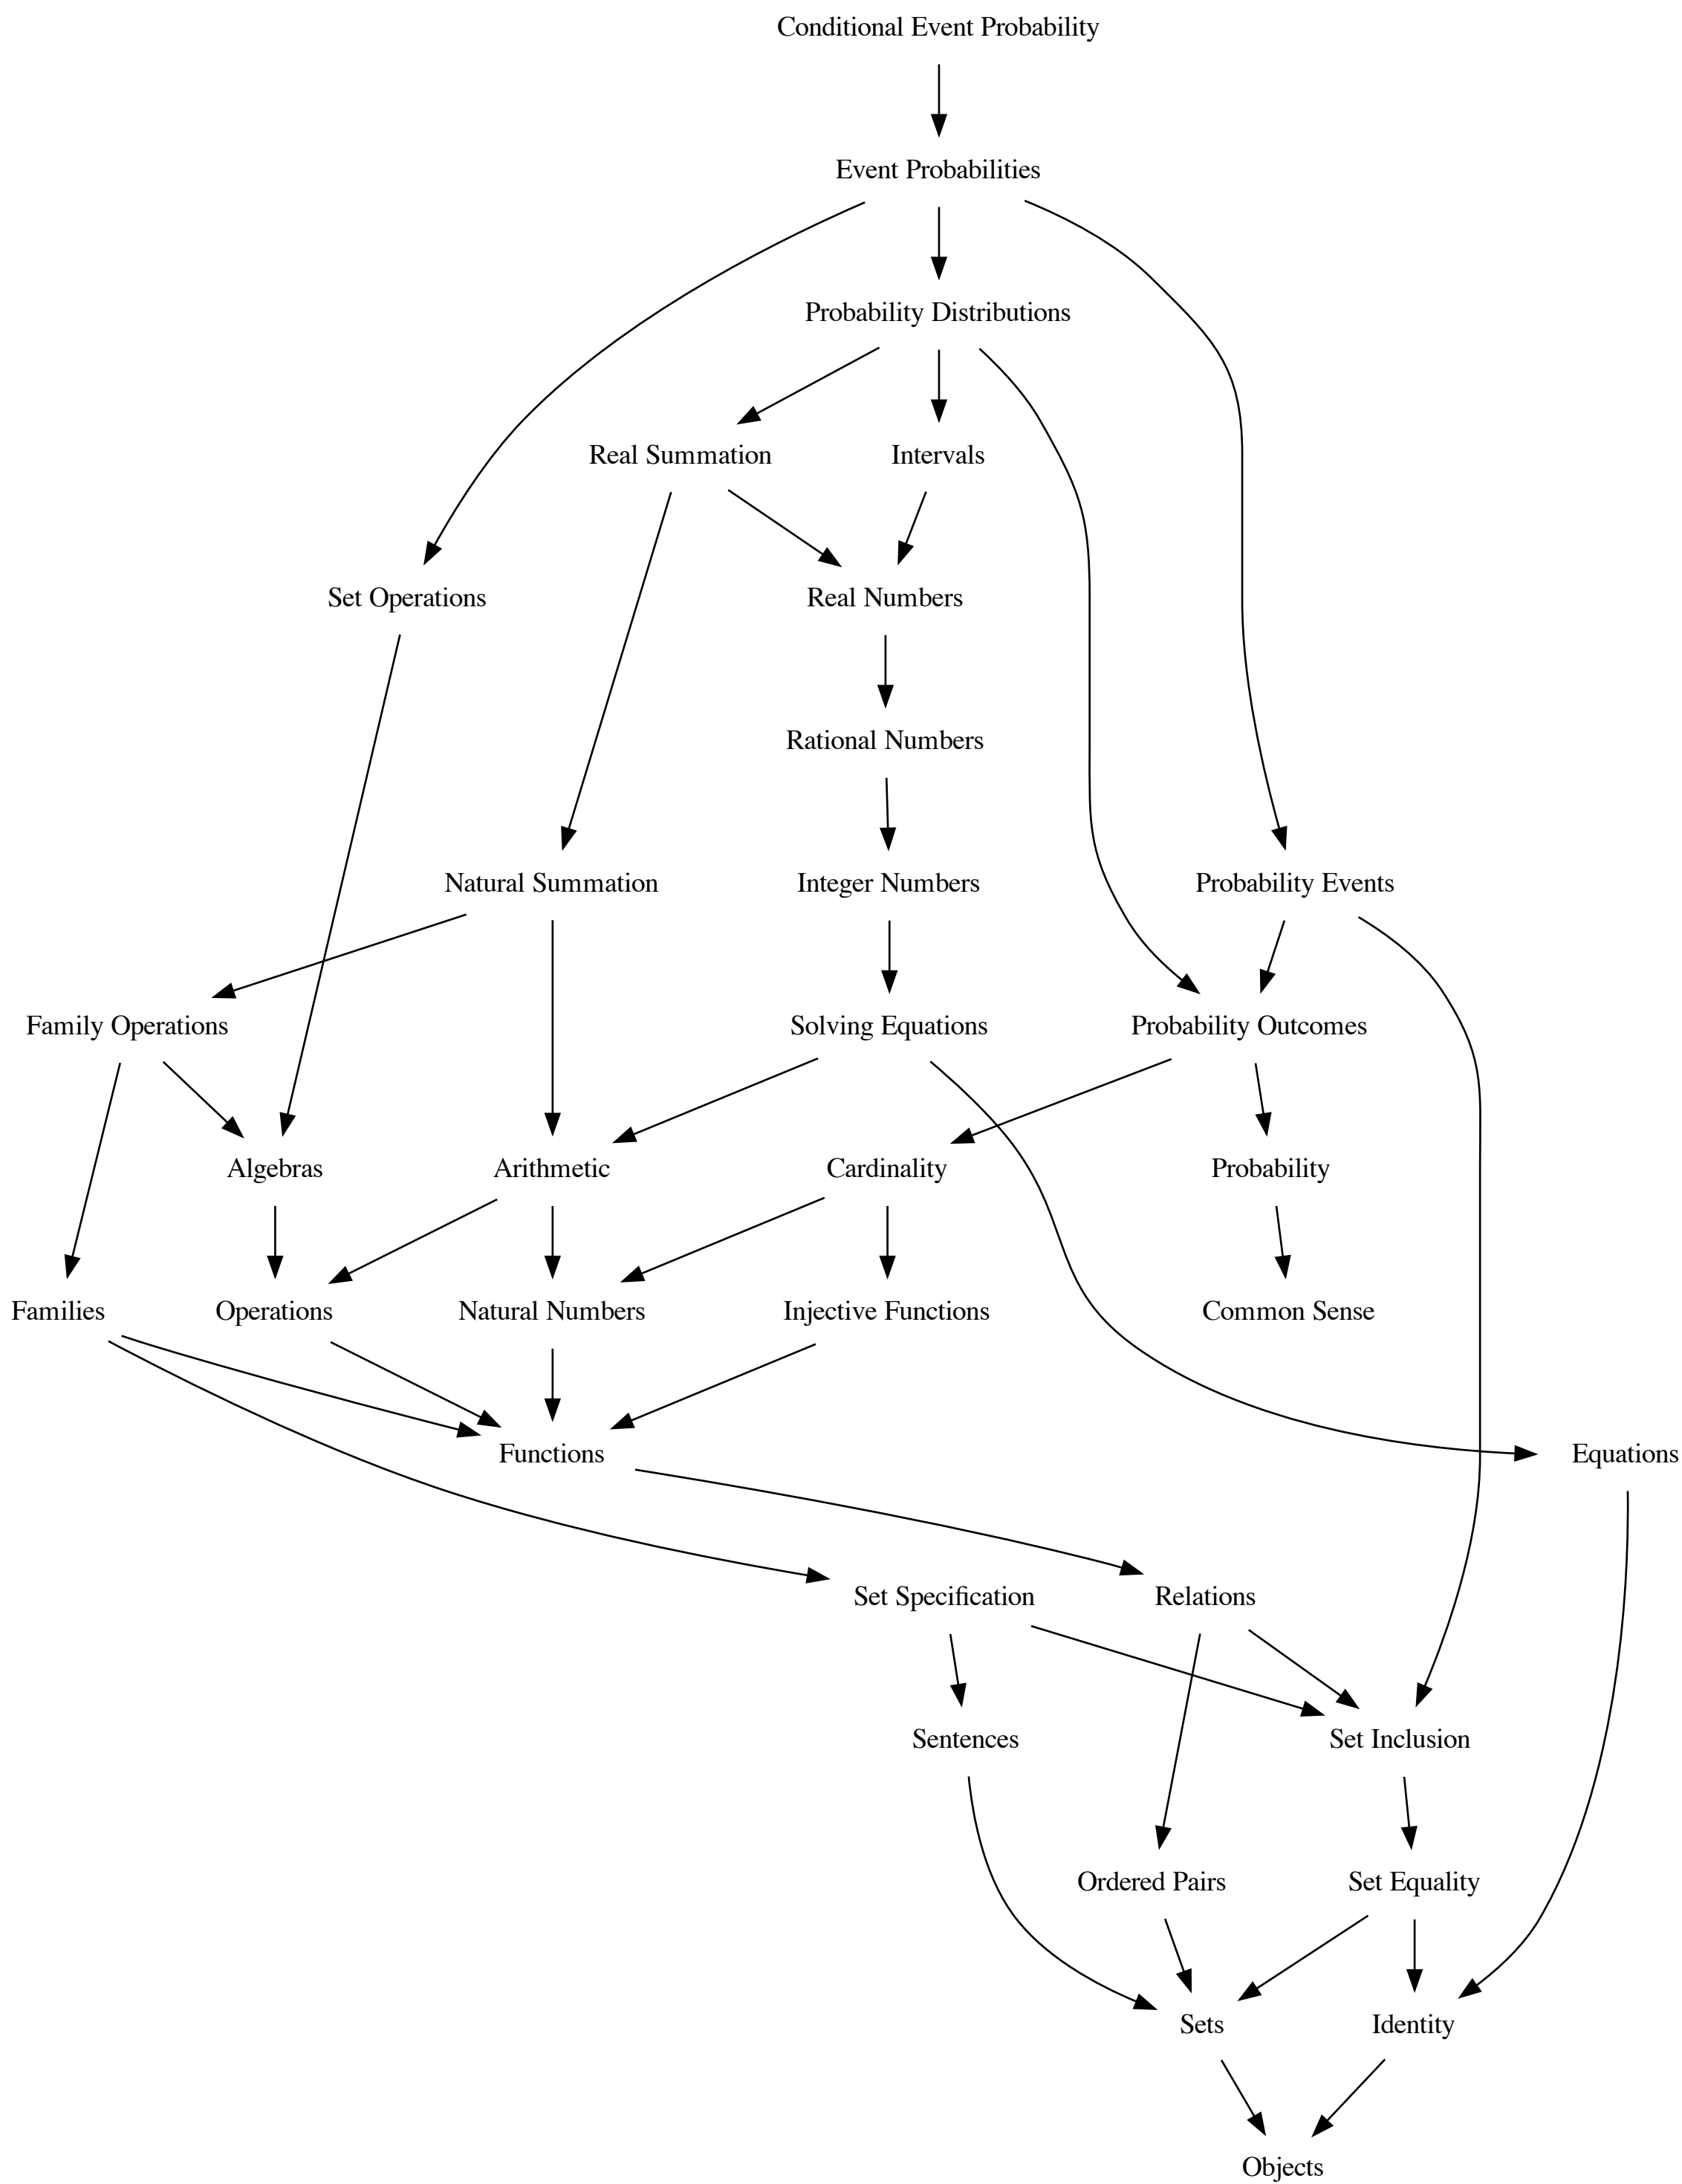 Conditional Event Probability
Event Probabilities
Probability Distributions
Real Summation
Intervals
Set Operations
Real Numbers
Rational Numbers
Natural Summation
Integer Numbers
Probability Events
Family Operations
Solving Equations
Probability Outcomes
Algebras
Arithmetic
Cardinality
Probability
Families
Operations
Natural Numbers
Injective Functions
Common Sense
Functions
Equations
Set Specification
Relations
Sentences
Set Inclusion
Ordered Pairs
Set Equality
Sets
Identity
Objects